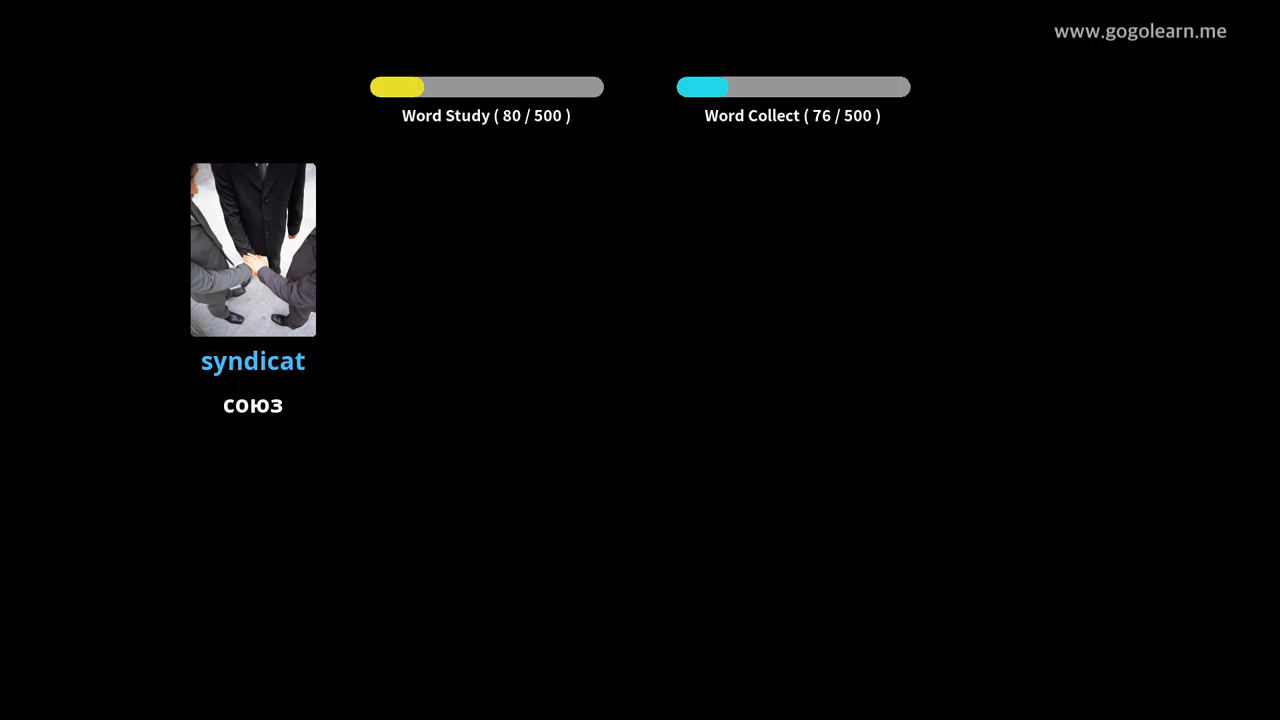 www.gogolearn.me
Word Study ( 80 / 500 )
Word Collect ( 76 / 500 )
syndicat
союз